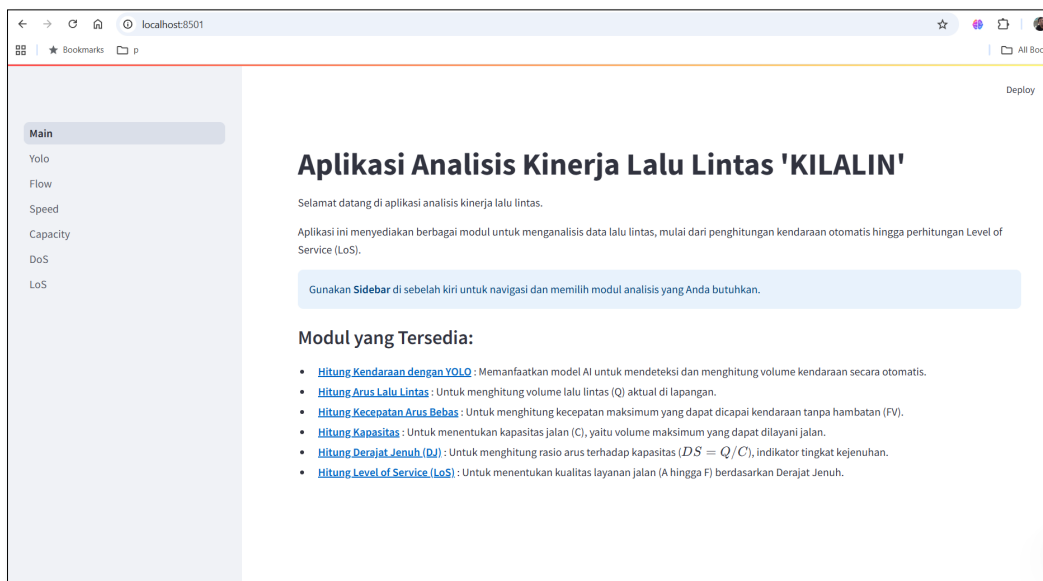 localhost:8501
Bookmarks
p
All Boo
Deploy
Main
Yolo
Flow
Speed
Capacity
DoS
LoS
Aplikasi Analisis Kinerja Lalu Lintas 'KILALIN'
Selamat datang di aplikasi analisis kinerja lalu lintas.
Aplikasi ini menyediakan berbagai modul untuk menganalisis data lalu lintas, mulai dari penghitungan kendaraan otomatis hingga perhitungan Level of
Service (LoS).
Gunakan Sidebar di sebelah kiri untuk navigasi dan memilih modul analisis yang Anda butuhkan.
Modul yang Tersedia:
• Hitung Kendaraan dengan YOLO : Memanfaatkan model AI untuk mendeteksi dan menghitung volume kendaraan secara otomatis.
• Hitung Arus Lalu Lintas : Untuk menghitung volume lalu lintas (Q) aktual di lapangan.
• Hitung Kecepatan Arus Bebas : Untuk menghitung kecepatan maksimum yang dapat dicapai kendaraan tanpa hambatan (FV).
• Hitung Kapasitas : Untuk menentukan kapasitas jalan (C), yaitu volume maksimum yang dapat dilayani jalan.
• Hitung Derajat Jenuh (DJ) : Untuk menghitung rasio arus terhadap kapasitas (DS = Q/C), indikator tingkat kejenuhan.
• Hitung Level of Service (LoS) : Untuk menentukan kualitas layanan jalan (A hingga F) berdasarkan Derajat Jenuh.